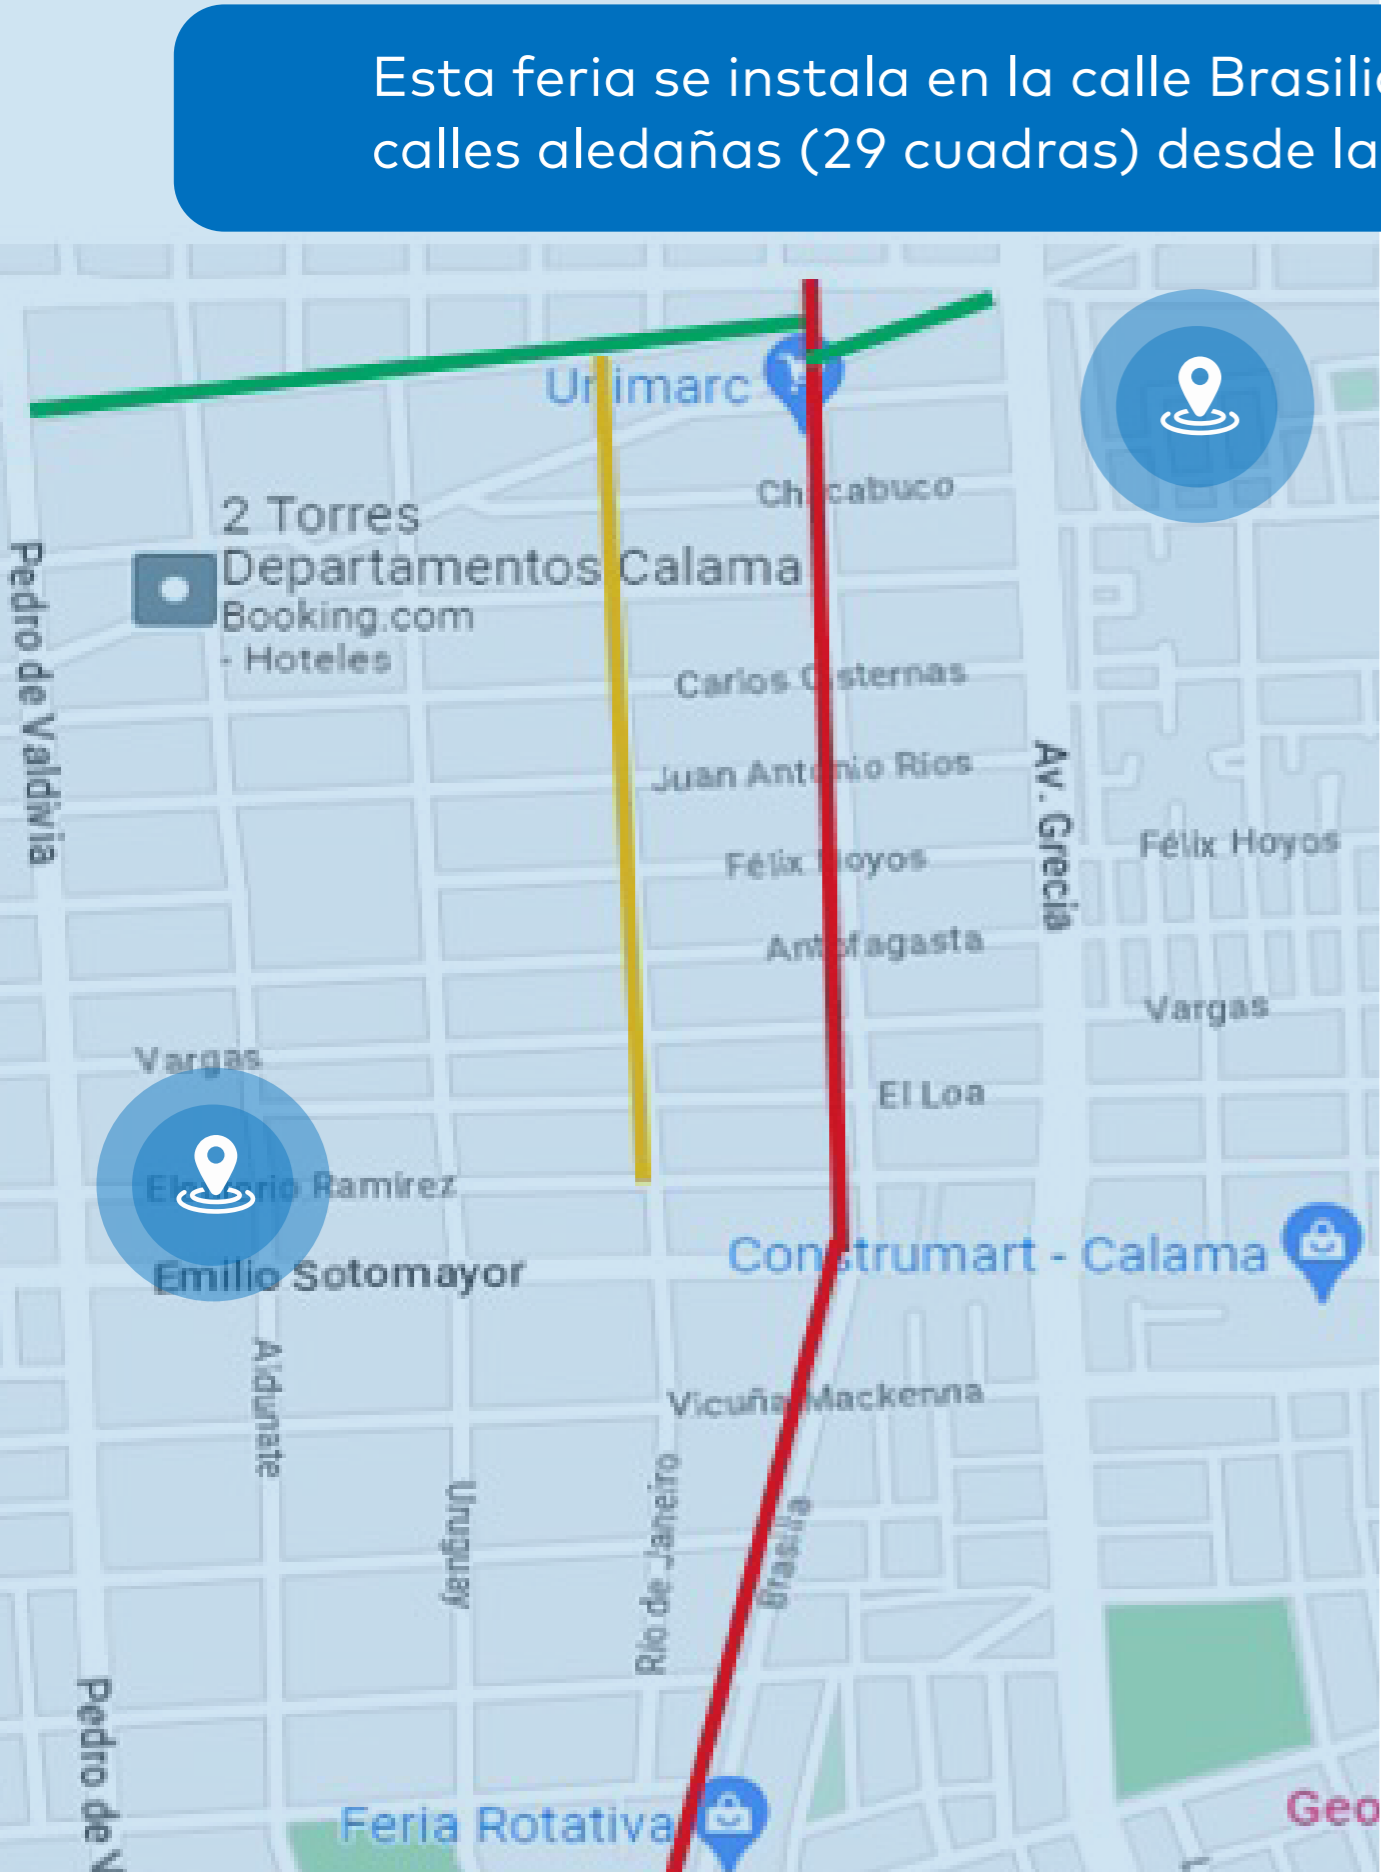 Esta feria se instala en la calle Brasili
calles aledañas (29 cuadras) desde la
Unimarc
Chacabuco
2 Torres
Departamentos Calama
Booking.com
- Hoteles
Pedro de Valdivia
Carlos Cisternas
Juan Antonio Ríos
Av. Grecia
Félix Hoyos
Félix Hoyos
Antofagasta
Vargas
Vargas
El Loa
Eleuterio Ramírez
Construmart - Calama
Emilio Sotomayor
Aldunate
Vicuña Mackenna
Uruguay
Río de Janeiro
Brasilia
Pedro de V
Feria Rotativa
Geo